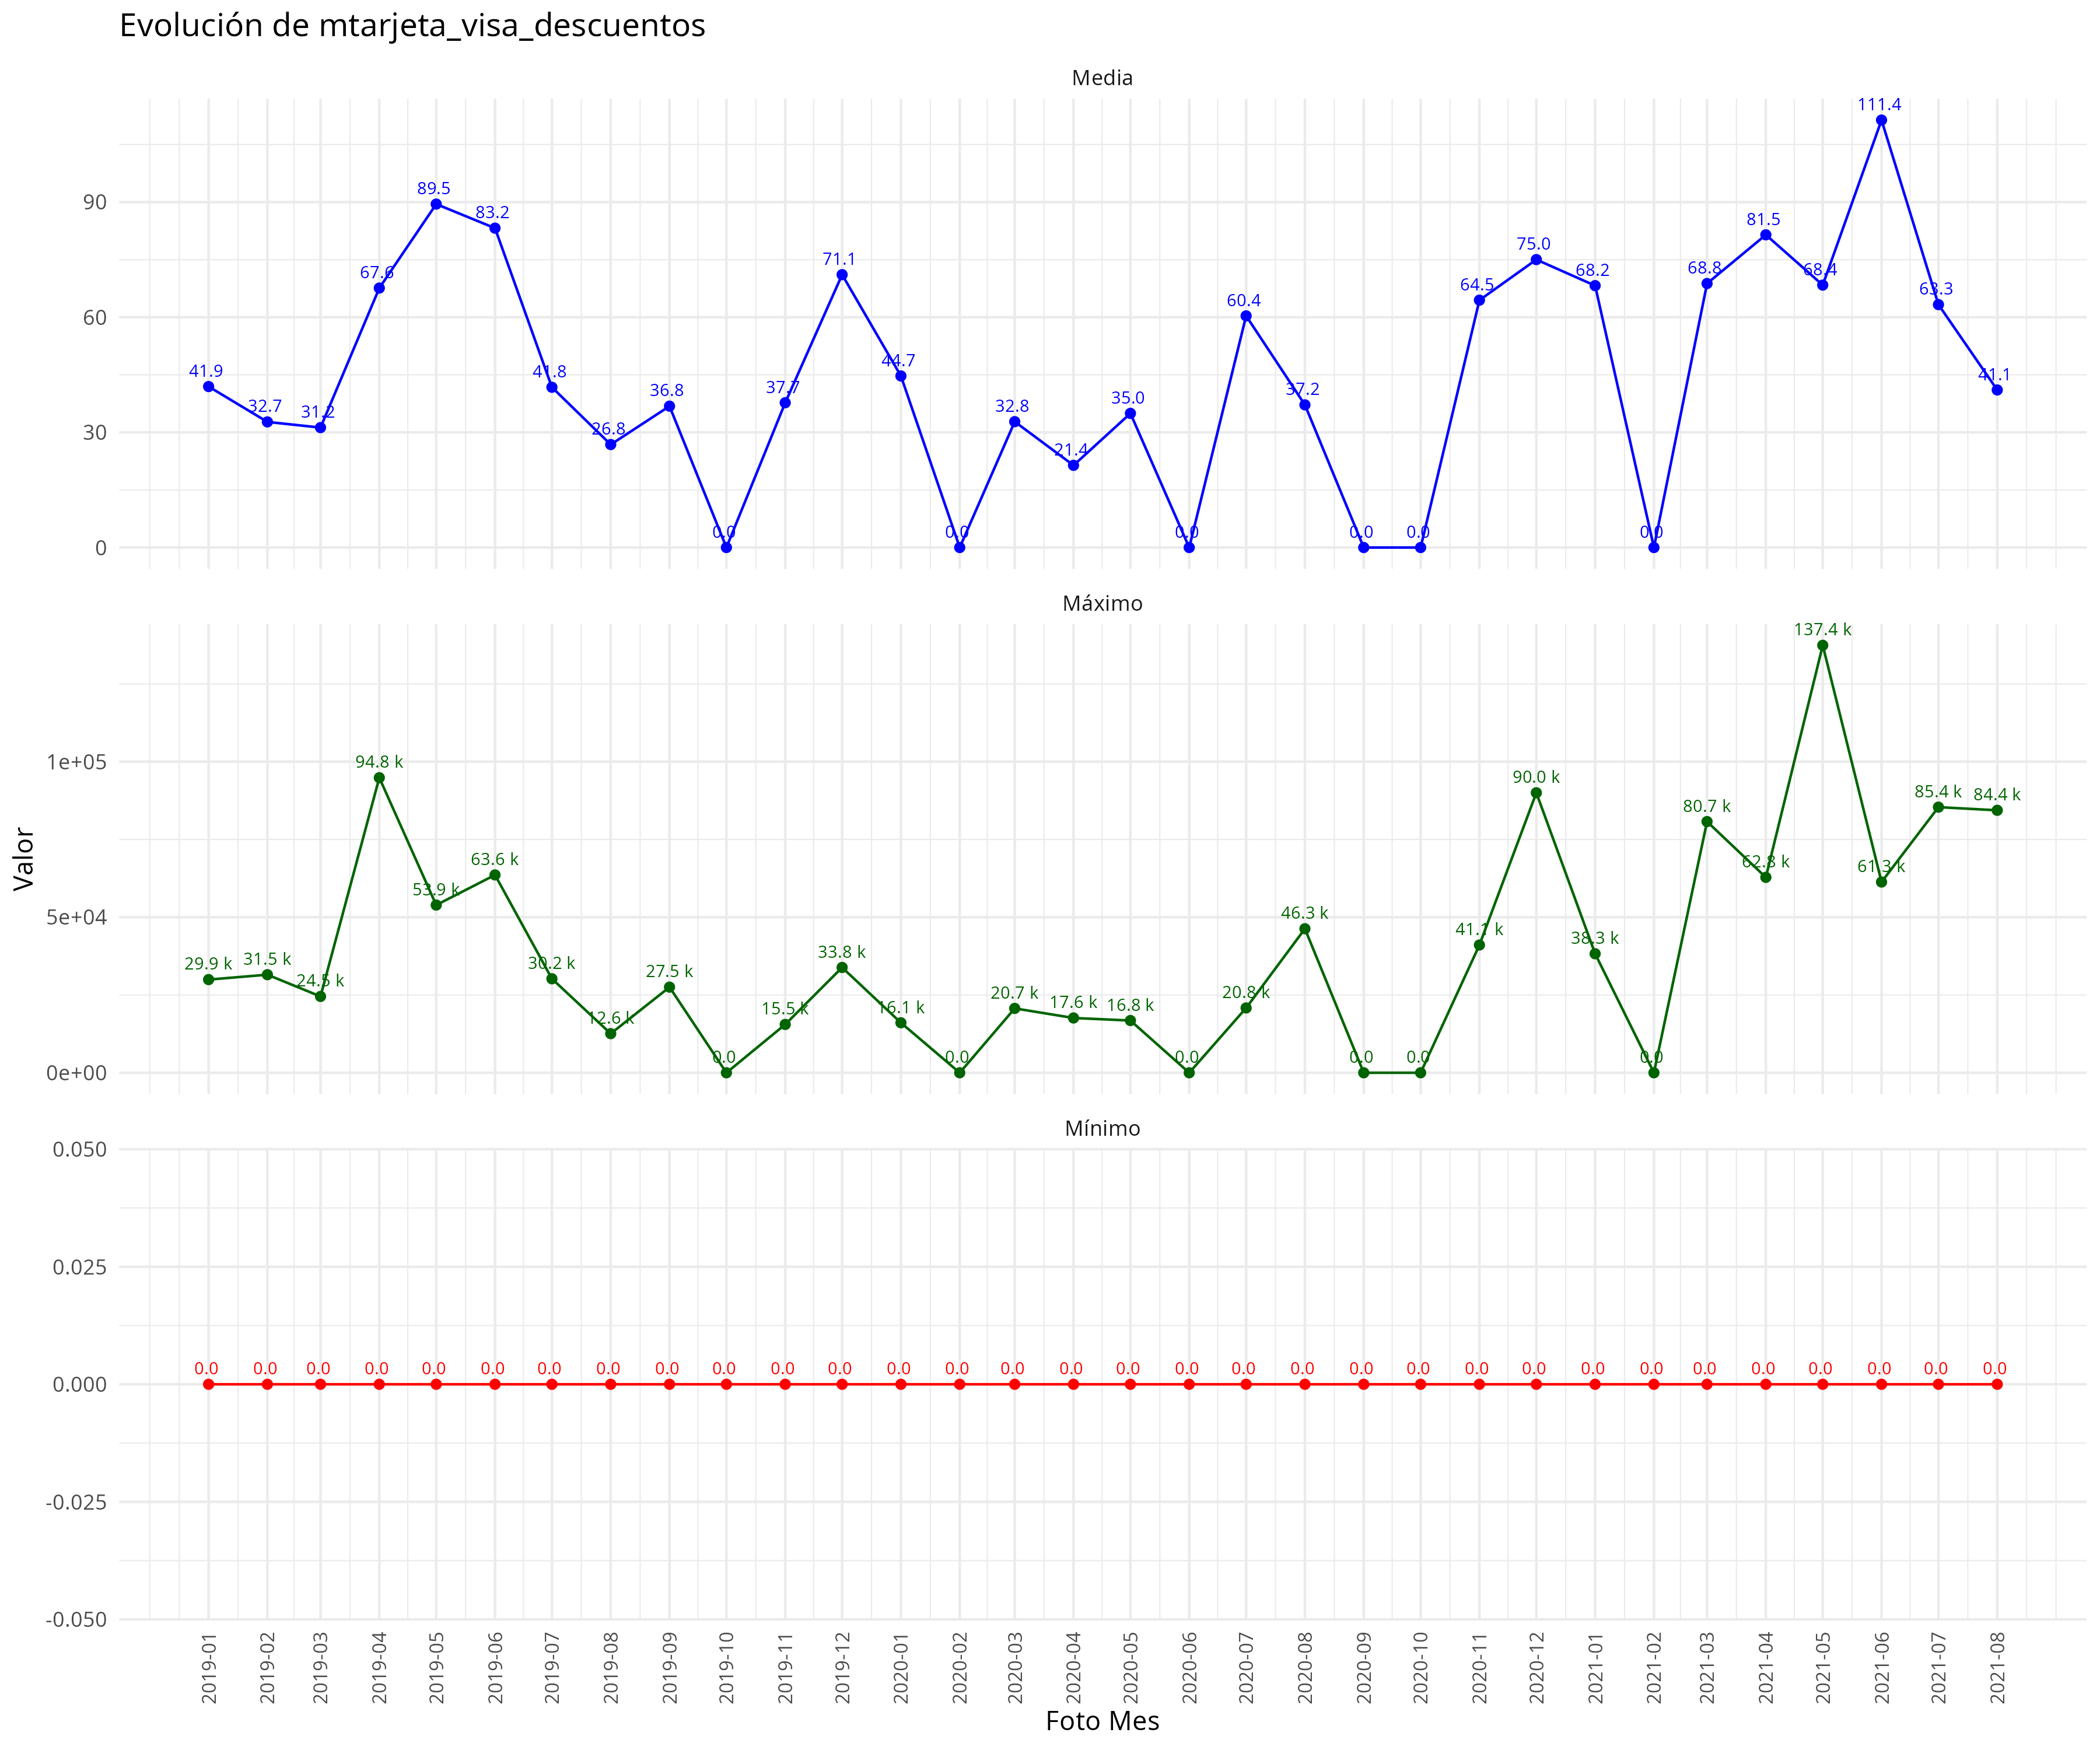 Evolución de mtarjeta_visa_descuentos
Media
90
60
30
0
41.9 32.7 31.2 67.6 89.5 83.2 41.8 26.8 36.8 0.0 37.7 71.1 44.7 0.0 32.8 21.4 35.0 0.0 60.4 37.2 0.0 0.0 64.5 75.0 68.2 0.0 68.8 81.5 68.4 111.4 63.3 41.1
Máximo
1e+05
5e+04
0e+00
29.9 k 31.5 k 24.5 k 94.8 k 53.9 k 63.6 k 30.2 k 12.6 k 27.5 k 0.0 15.5 k 33.8 k 16.1 k 0.0 20.7 k 17.6 k 16.8 k 0.0 20.8 k 46.3 k 0.0 0.0 41.1 k 90.0 k 38.3 k 0.0 80.7 k 62.8 k 137.4 k 61.3 k 85.4 k 84.4 k
Valor
Mínimo
0.050
0.025
0.000
-0.025
-0.050
0.0 0.0 0.0 0.0 0.0 0.0 0.0 0.0 0.0 0.0 0.0 0.0 0.0 0.0 0.0 0.0 0.0 0.0 0.0 0.0 0.0 0.0 0.0 0.0 0.0 0.0 0.0 0.0 0.0 0.0 0.0 0.0
2019-01 2019-02 2019-03 2019-04 2019-05 2019-06 2019-07 2019-08 2019-09 2019-10 2019-11 2019-12 2020-01 2020-02 2020-03 2020-04 2020-05 2020-06 2020-07 2020-08 2020-09 2020-10 2020-11 2020-12 2021-01 2021-02 2021-03 2021-04 2021-05 2021-06 2021-07 2021-08
Foto Mes